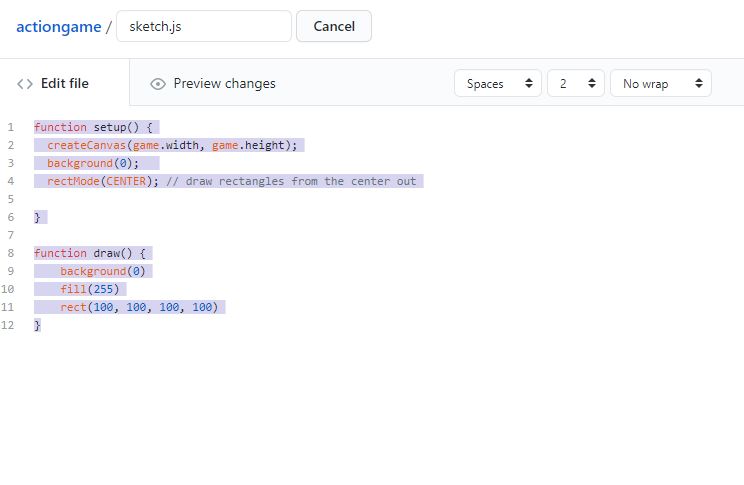 actiongame / sketch.js Cancel
Edit file Preview changes Spaces 2 No wrap
1 function setup() {
2 createCanvas(game.width, game.height);
3 background(0);
4 rectMode(CENTER); // draw rectangles from the center out
5
6 }
7
8 function draw() {
9 background(0)
10 fill(255)
11 rect(100, 100, 100, 100)
12 }